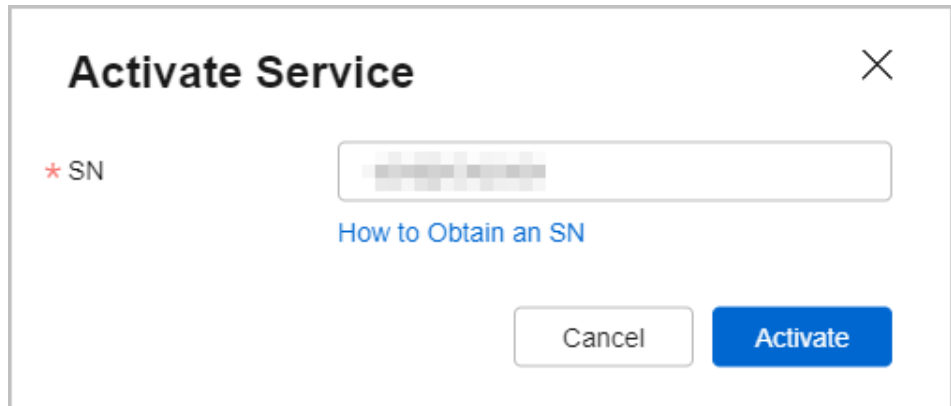 Activate Service
* SN
How to Obtain an SN
Cancel
Activate